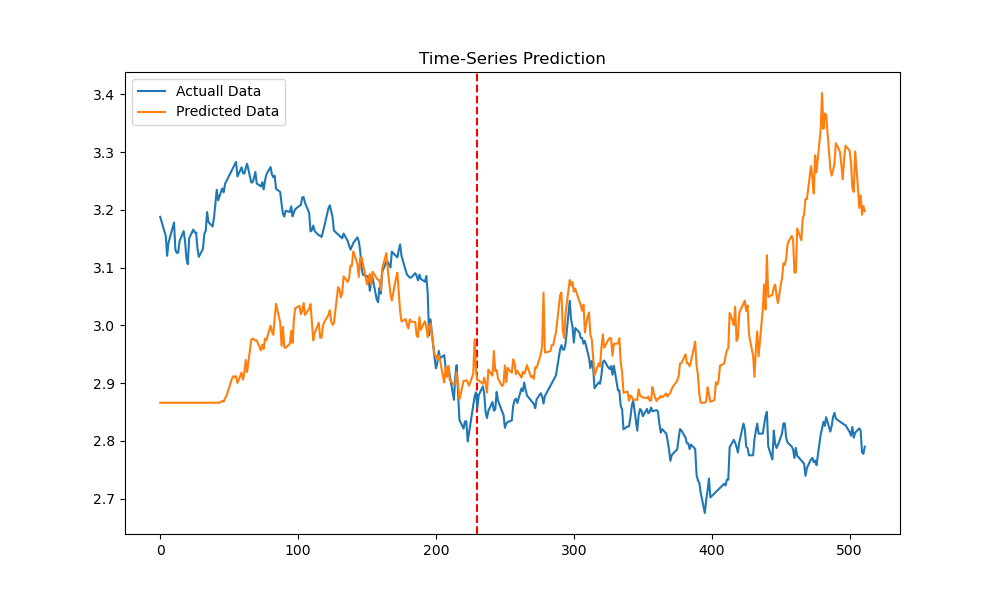 Time-Series Prediction
Actuall Data
Predicted Data
3.4
3.3
3.2
3.1
3.0
2.9
2.8
2.7
0 100 200 300 400 500